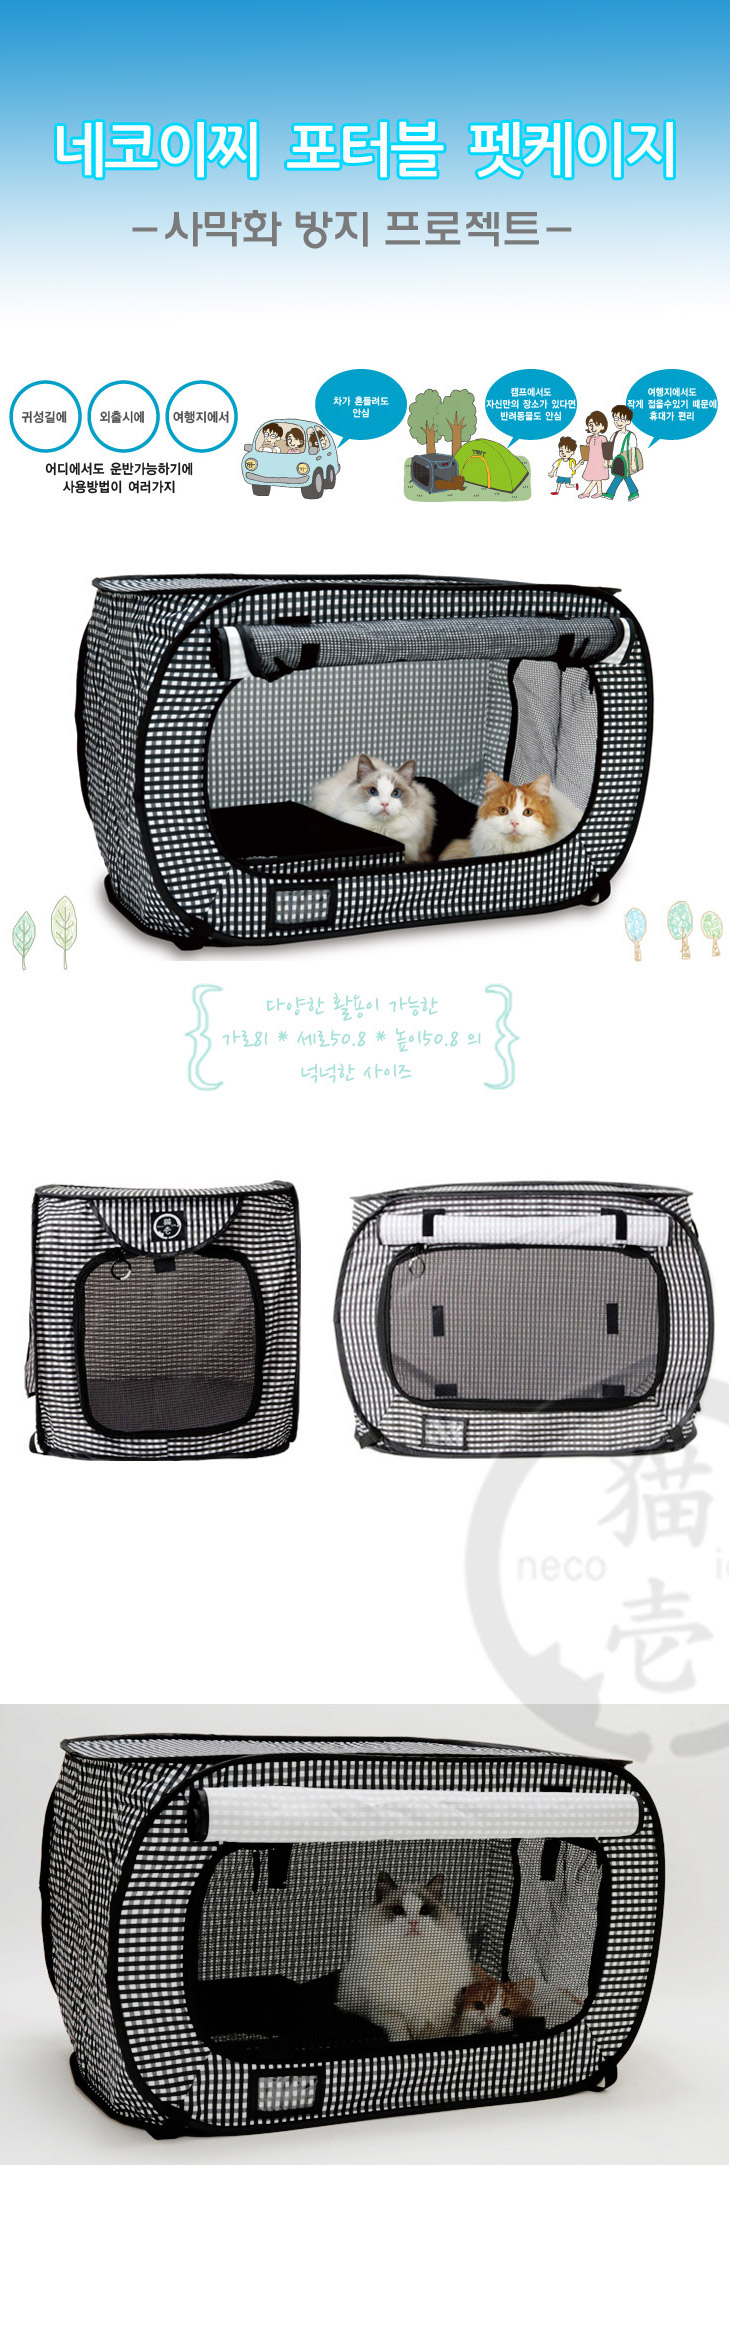 네코이찌 포터블 펫케이지
-사막화 방지 프로젝트-
귀성길에
외출시에
여행지에서
어디에서도 운반가능하기에
사용방법이 여러가지
차가 흔들려도
안심
캠프에서도
자신만의 장소가 있다면
반려동물도 안심
여행지에서도
작게 접을수있기 때문에
휴대가 편리
다양한 활용이 가능한
가로81 * 세로50.8 * 높이50.8 의
넉넉한 사이즈
猫
壱
猫
neco
壱